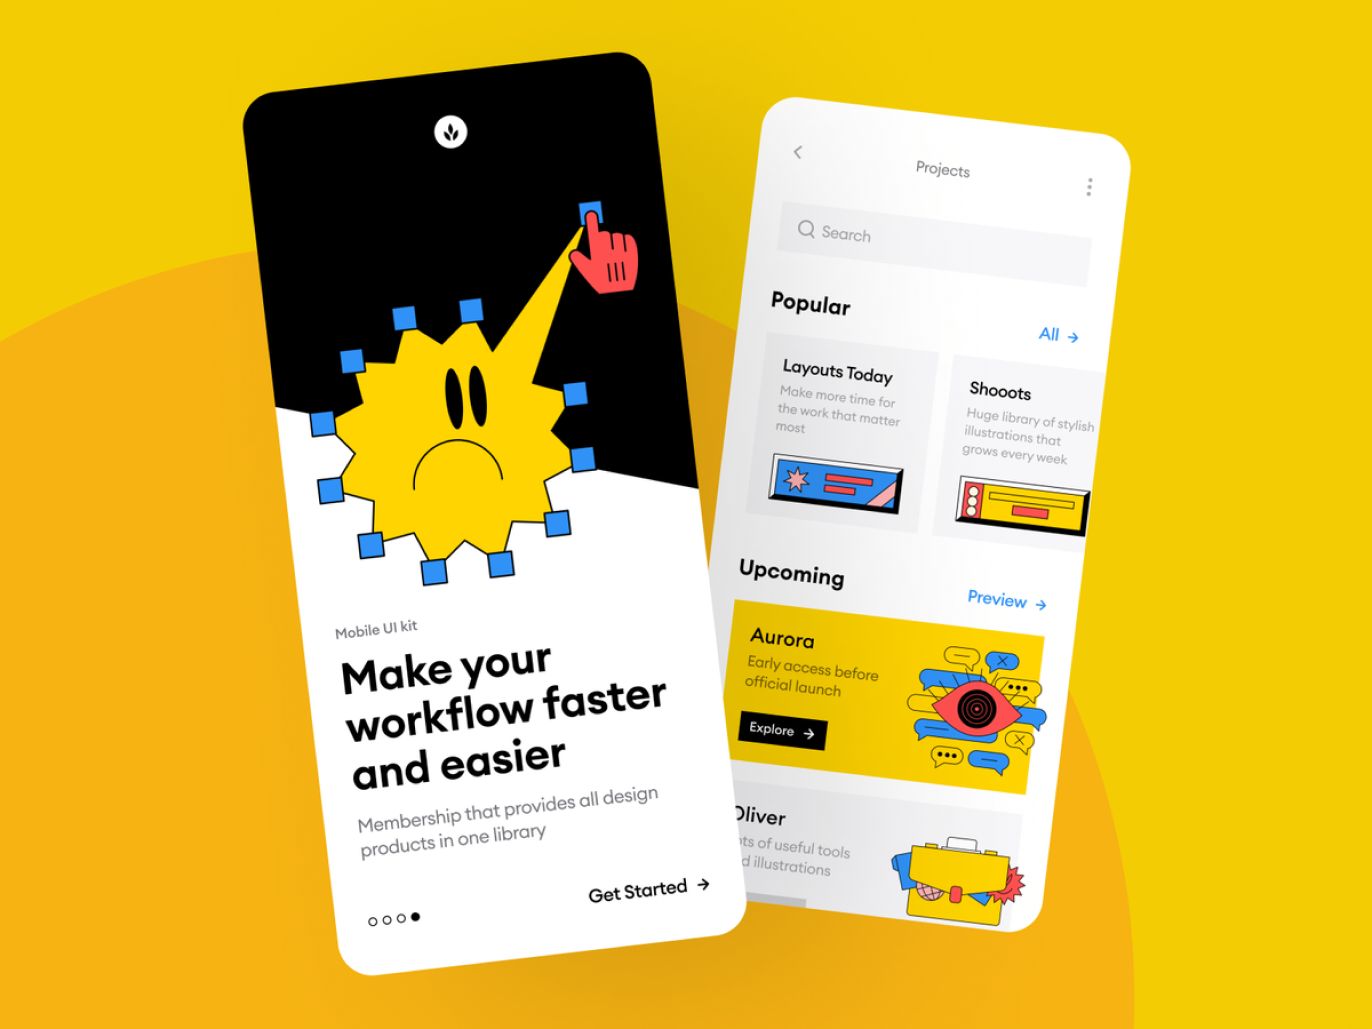 Mobile UI kit
Make your
workflow faster
and easier
Membership that provides all design
products in one library
Get Started
Projects
Search
Popular
All
Layouts Today
Make more time for
the work that matter
most
Shooots
Huge library of stylish
illustrations that
grows every week
Upcoming
Preview
Aurora
Early access before
official launch
Explore
Oliver
of useful tools
illustrations